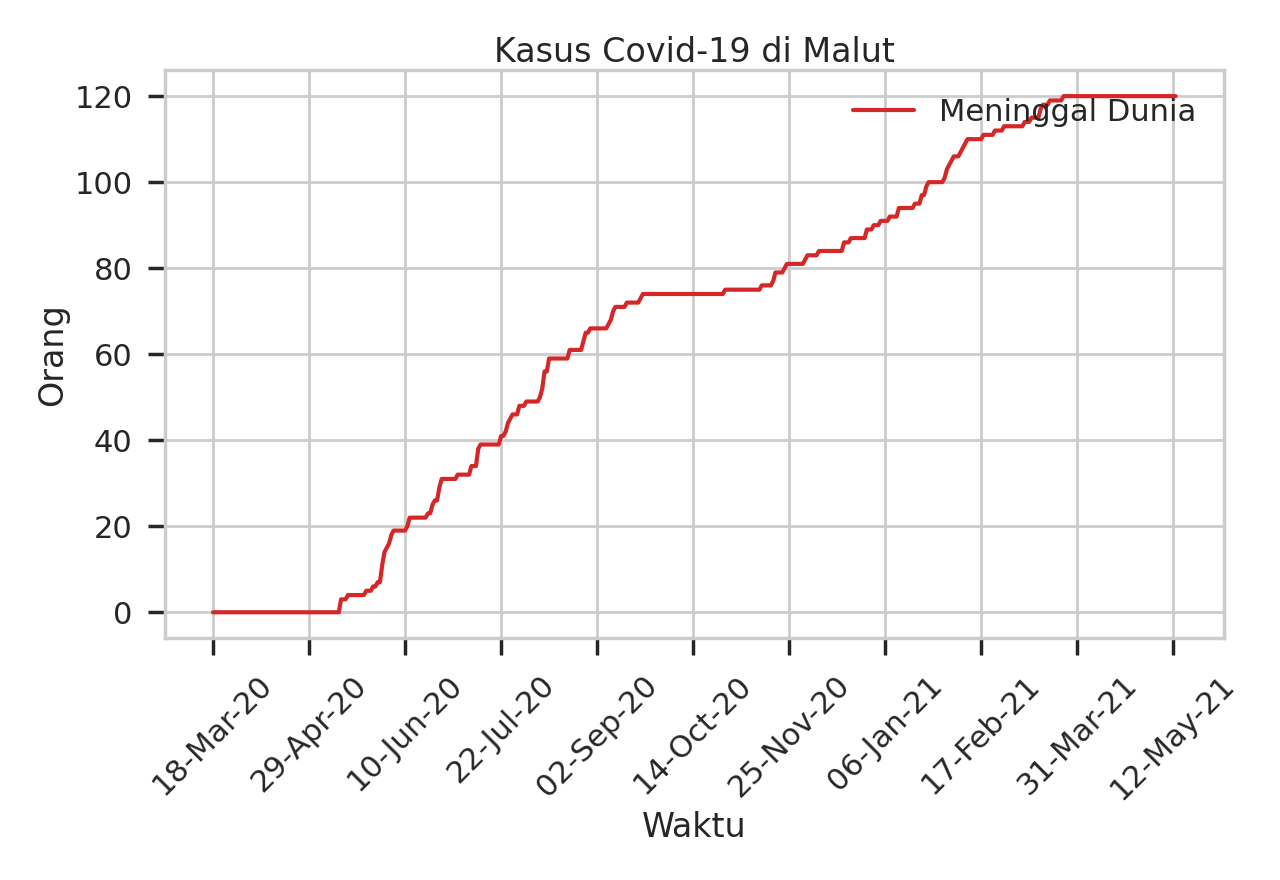 Kasus Covid-19 di Malut
Meninggal Dunia
120
100
80
60
40
20
0
Orang
18-Mar-20
29-Apr-20
10-Jun-20
22-Jul-20
02-Sep-20
14-Oct-20
25-Nov-20
06-Jan-21
17-Feb-21
31-Mar-21
12-May-21
Waktu